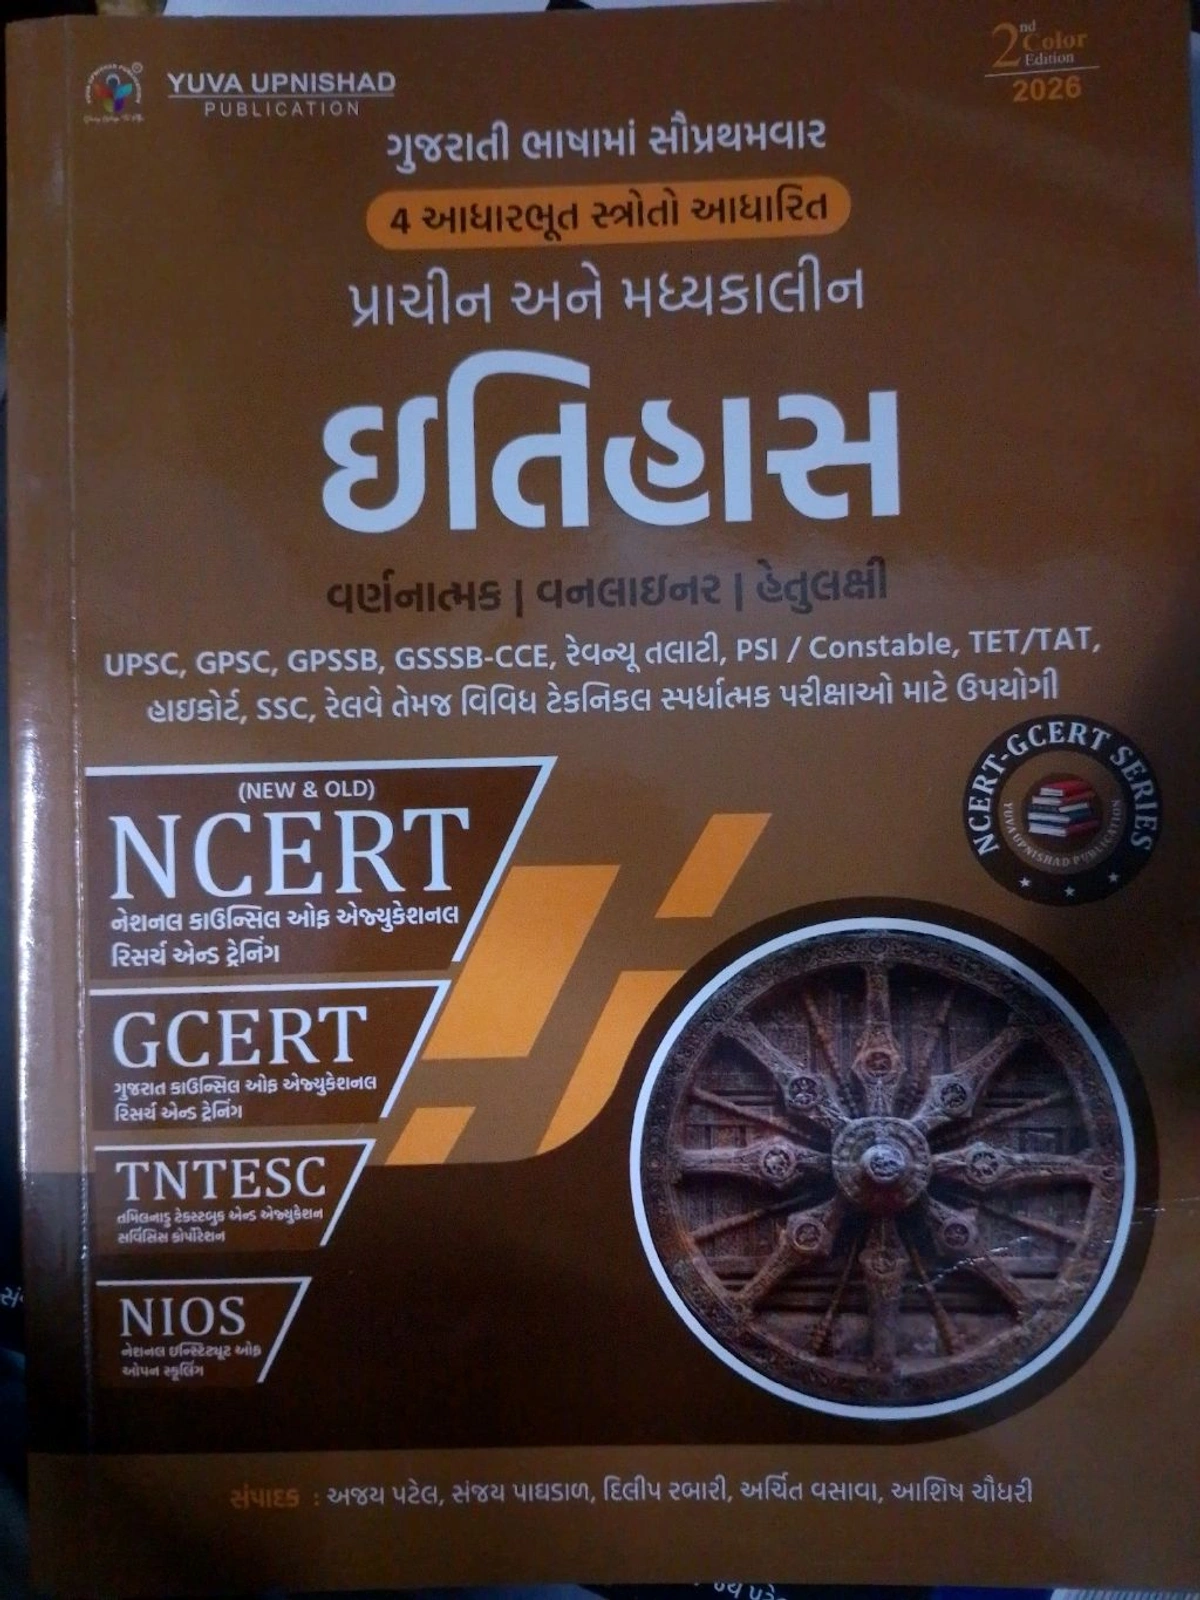 YUVA UPNISHAD
PUBLICATION
2nd Color
Edition
2026
ગુજરાતી ભાષામાં સૌપ્રથમવાર
4 આધારભૂત સ્ત્રોતો આધારિત
પ્રાચીન અને મધ્યકાલીન
ઇતિહાસ
વર્ણનાત્મક | વનલાઇનર | હેતુલક્ષી
UPSC, GPSC, GPSSB, GSSSB-CCE, રેવન્યૂ તલાટી, PSI / Constable, TET/TAT,
હાઇકોર્ટ, SSC, રેલવે તેમજ વિવિધ ટેકનિકલ સ્પર્ધાત્મક પરીક્ષાઓ માટે ઉપયોગી
NCERT-GCERT SERIES
YUVA UPNISHAD PUBLICATION
(NEW & OLD)
NCERT
નેશનલ કાઉન્સિલ ઓફ એજ્યુકેશનલ
રિસર્ચ એન્ડ ટ્રેનિંગ
GCERT
ગુજરાત કાઉન્સિલ ઓફ એજ્યુકેશનલ
રિસર્ચ એન્ડ ટ્રેનિંગ
TNTESC
તમિલનાડુ ટેક્સ્ટબુક એન્ડ એજ્યુકેશન
સર્વિસિસ કોર્પોરેશન
NIOS
નેશનલ ઇન્સ્ટિટ્યૂટ ઓફ
ઓપન સ્કૂલિંગ
સંપાદક : અજય પટેલ, સંજય પાઘડાળ, દિલીપ રબારી, અર્ચિત વસાવા, આશિષ ચૌધરી